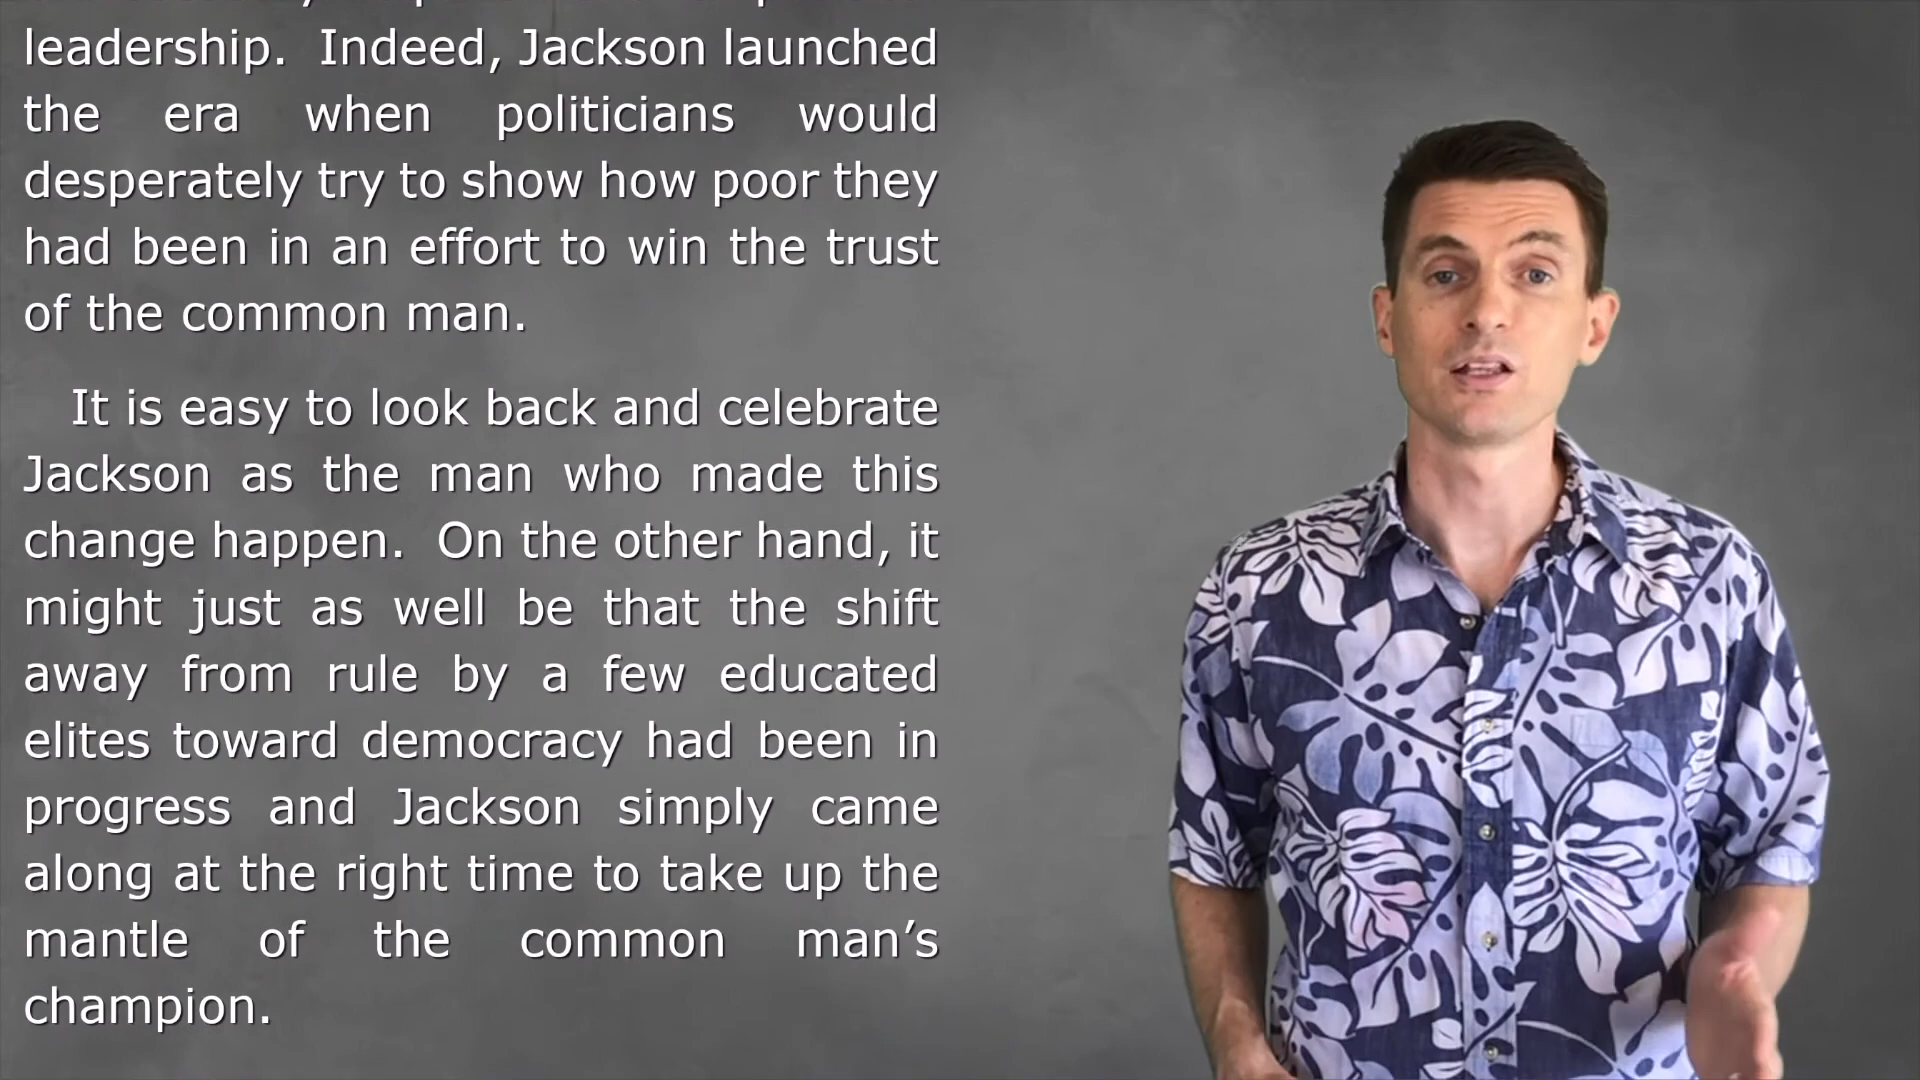 leadership.  Indeed, Jackson launched
the era when politicians would
desperately try to show how poor they
had been in an effort to win the trust
of the common man.
It is easy to look back and celebrate
Jackson as the man who made this
change happen.  On the other hand, it
might just as well be that the shift
away from rule by a few educated
elites toward democracy had been in
progress and Jackson simply came
along at the right time to take up the
mantle of the common man’s
champion.